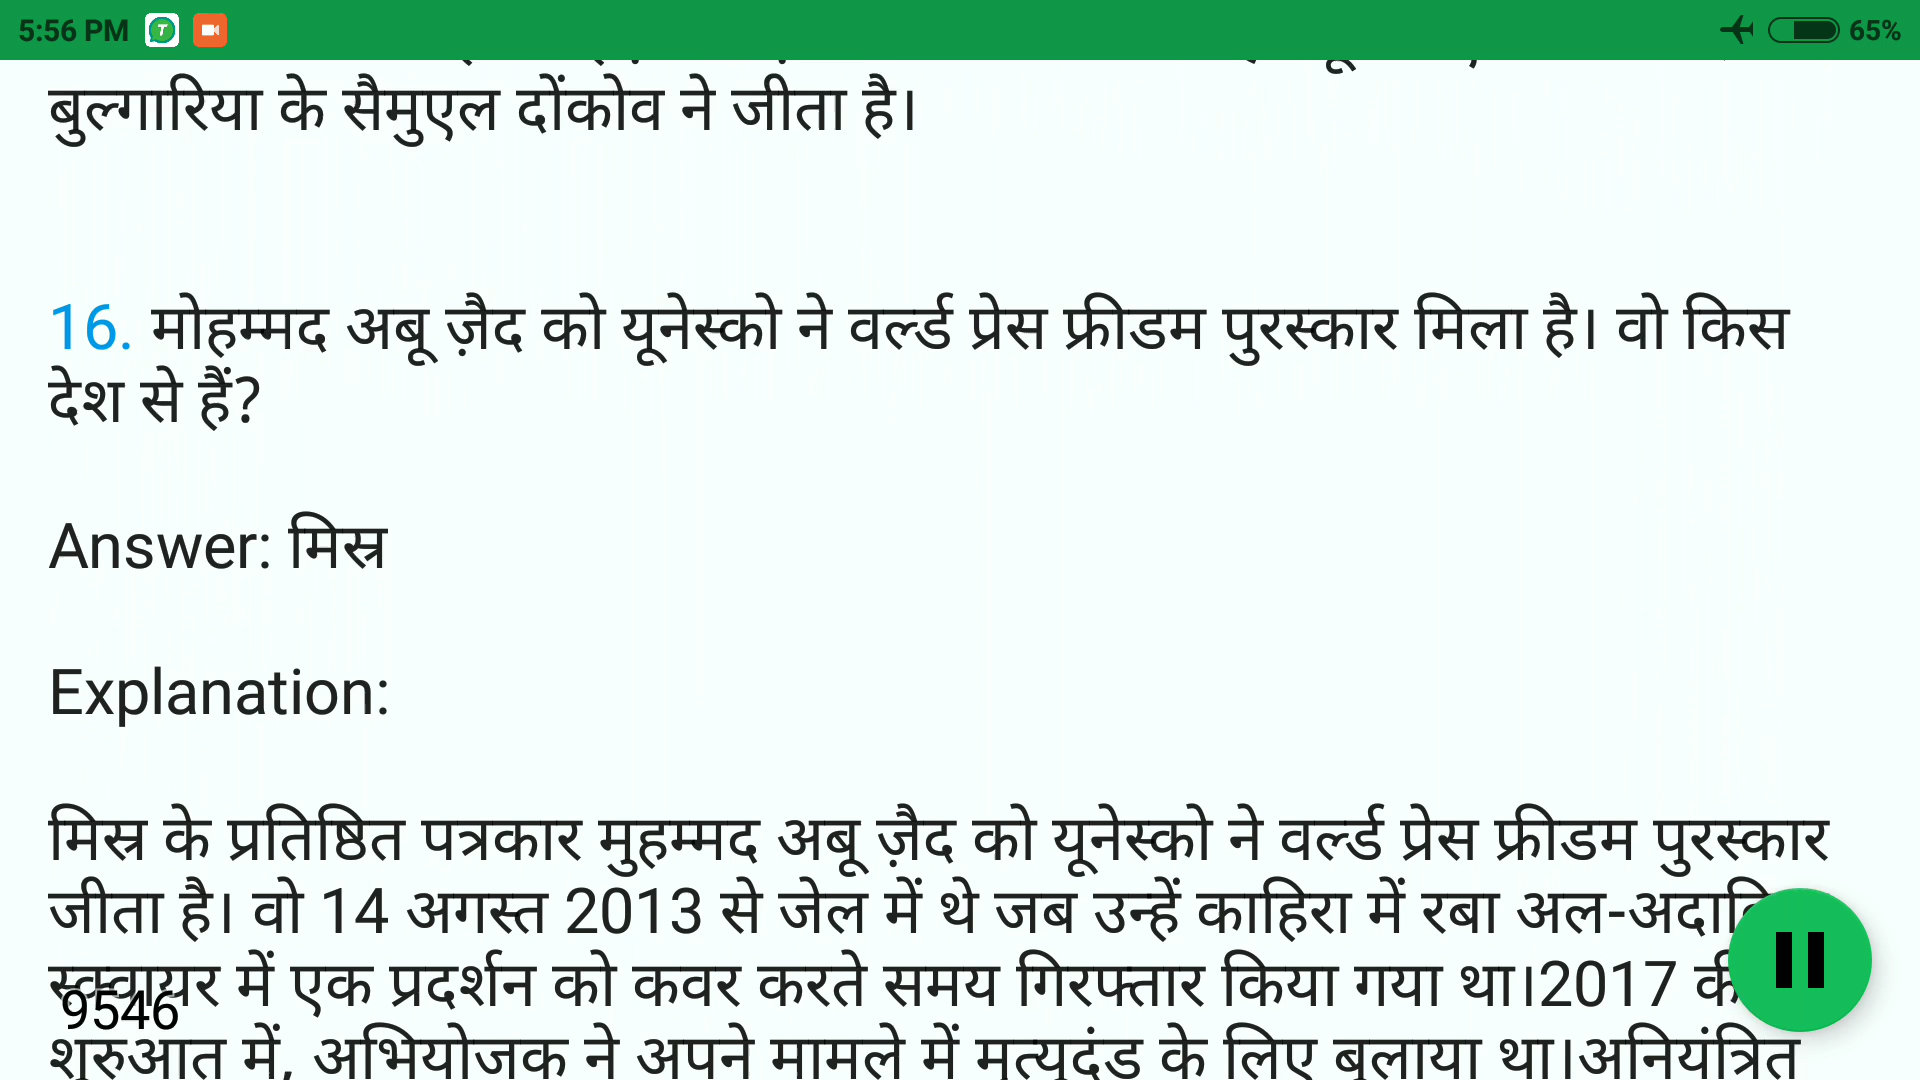 5:56 PM
65%
बुल्गारिया के सैमुएल दोंकोव ने जीता है।
16. मोहम्मद अबू ज़ैद को यूनेस्को ने वर्ल्ड प्रेस फ्रीडम पुरस्कार मिला है। वो किस
देश से हैं?
Answer: मिस्र
Explanation:
मिस्र के प्रतिष्ठित पत्रकार मुहम्मद अबू ज़ैद को यूनेस्को ने वर्ल्ड प्रेस फ्रीडम पुरस्कार
जीता है। वो 14 अगस्त 2013 से जेल में थे जब उन्हें काहिरा में रबा
स्क्वायर में एक प्रदर्शन को कवर करते समय गिरफ्तार किया गया था।2017 की
9546
शुरुआत में, अभियोजक ने अपने मामले में मृत्युदंड के लिए बुलाया था।अनियंत्रित